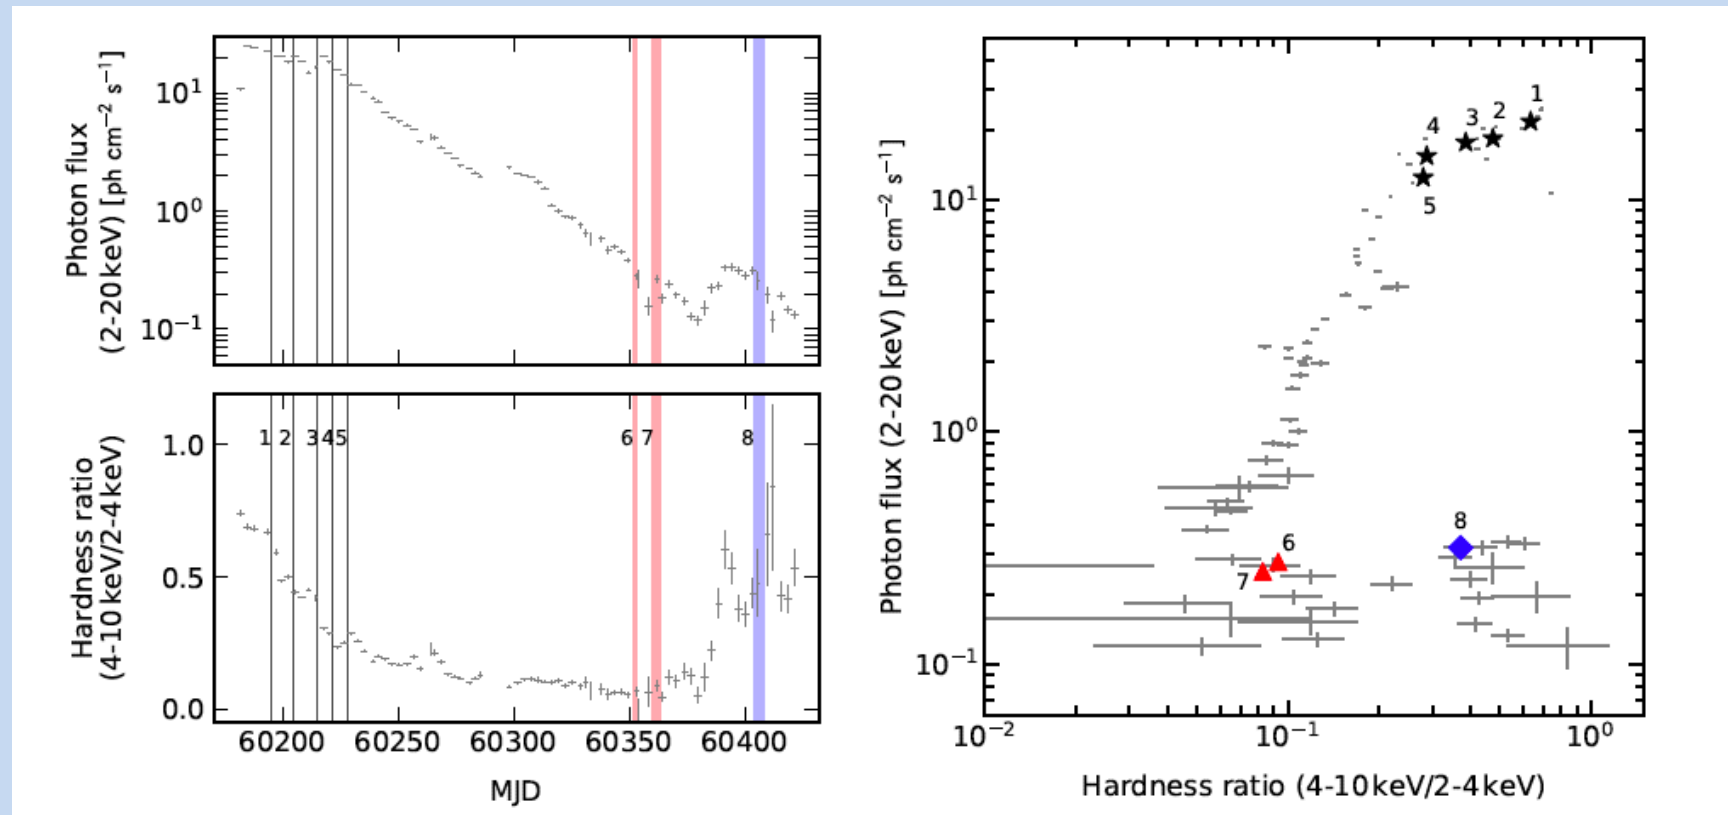 Photon flux
(2-20 keV) [ph cm⁻² s⁻¹]
10¹
10⁰
10⁻¹
Hardness ratio
(4-10 keV/2-4 keV)
1.0
0.5
0.0
1 2 3 4 5 6 7 8
60200 60250 60300 60350 60400
MJD
Photon flux (2-20 keV) [ph cm⁻² s⁻¹]
10¹
10⁰
10⁻¹
1
2
3
4
5
6
7
8
10⁻² 10⁻¹ 10⁰
Hardness ratio (4-10 keV/2-4 keV)